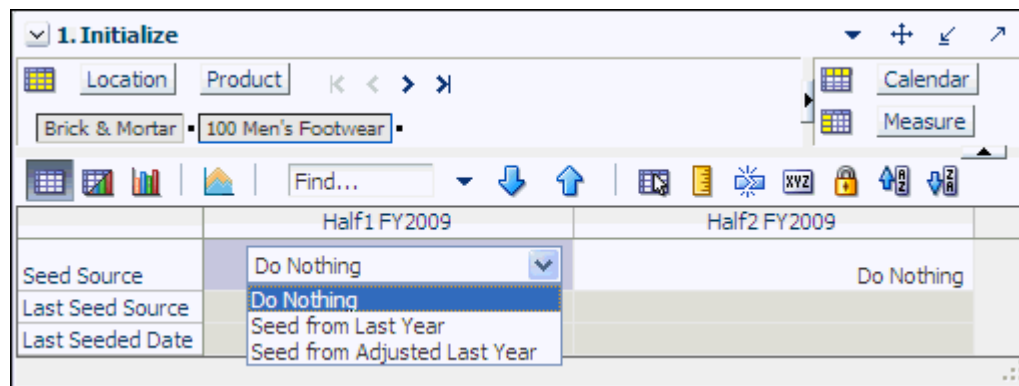 1. Initialize
Location Product Calendar
Brick & Mortar 100 Men's Footwear Measure
Find... XYZ A Z Z A
Half1 FY2009 Half2 FY2009
Seed Source Do Nothing Do Nothing
Do Nothing
Last Seed Source Seed from Last Year
Last Seeded Date Seed from Adjusted Last Year